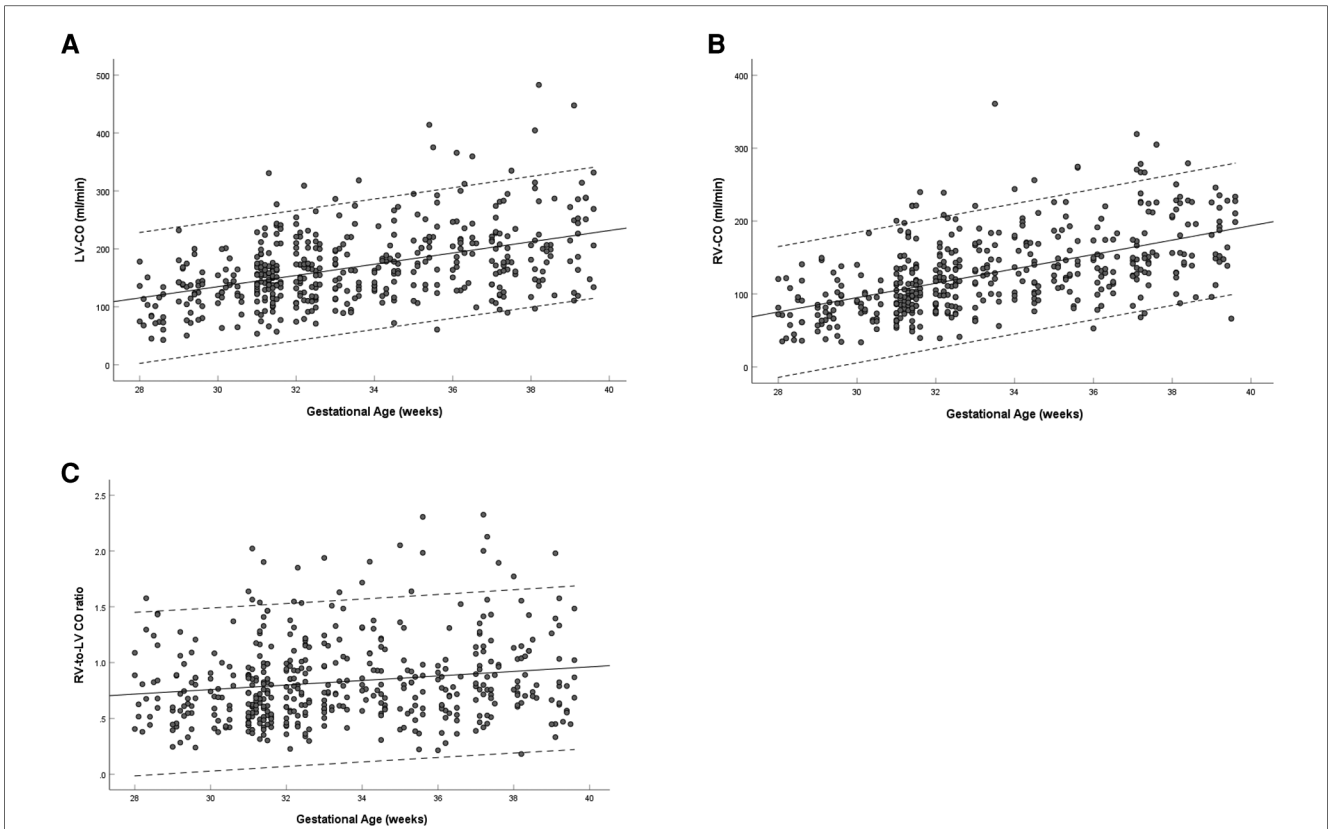 A
500
400
300
200
100
0
LV-CO (ml/min)
28 30 32 34 36 38 40
Gestational Age (weeks)
B
400
300
200
100
0
RV-CO (ml/min)
28 30 32 34 36 38 40
Gestational Age (weeks)
C
2.5
2.0
1.5
1.0
.5
.0
RV-to-LV CO ratio
28 30 32 34 36 38 40
Gestational Age (weeks)